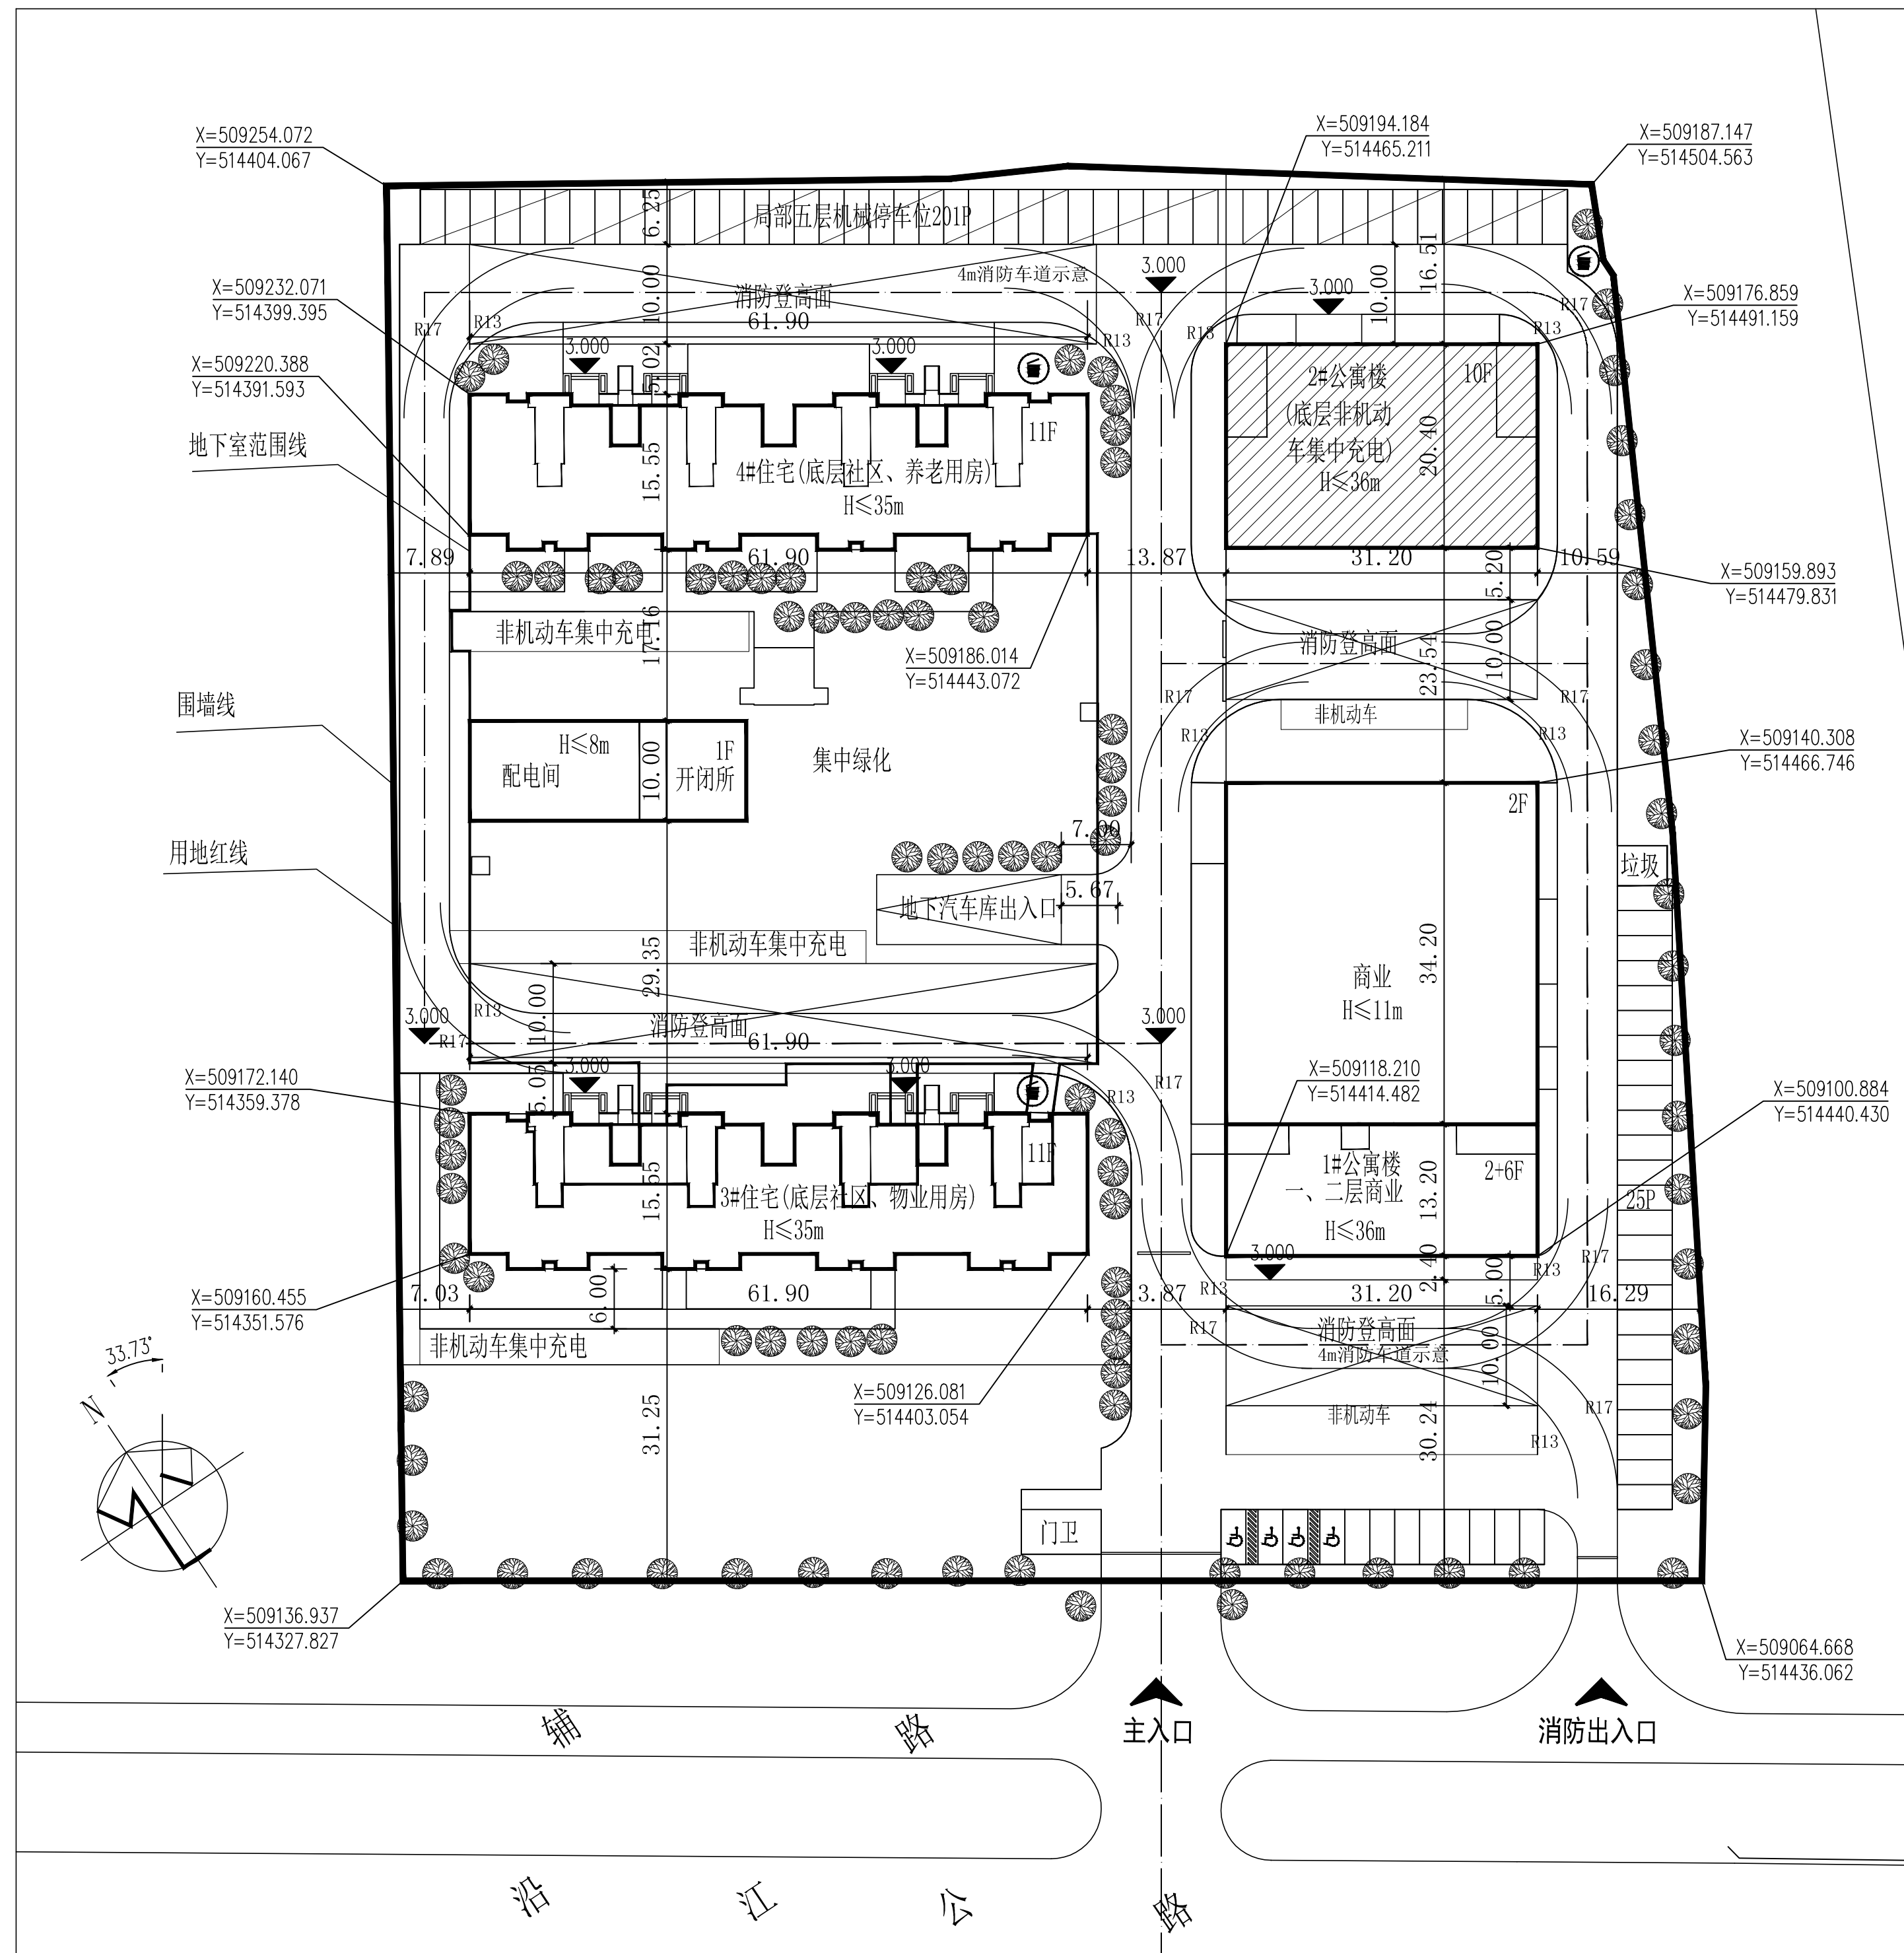 X=509254.072
Y=514404.067
X=509194.184
Y=514465.211
X=509187.147
Y=514504.563
局部五层机械停车位201P
6.25
4m消防车道示意
3.000
3.000
16.51
10.00
X=509232.071
Y=514399.395
消防登高面
10.00
61.90
R17
R13
R13
R17
R13
R13
R17
X=509176.859
Y=514491.159
3.000
3.000
5.02
X=509220.388
Y=514391.593
2#公寓楼
10F
(底层非机动
车集中充电)
H≤36m
20.40
11F
地下室范围线
15.55
4#住宅(底层社区、养老用房)
H≤35m
7.89
61.90
13.87
31.20
10.59
5.20
X=509159.893
Y=514479.831
非机动车集中充电
17.16
X=509186.014
Y=514443.072
消防登高面
23.54
10.00
围墙线
R17
R17
非机动车
R13
R13
X=509140.308
Y=514466.746
H≤8m
1F
配电间
10.00
开闭所
集中绿化
2F
7.00
用地红线
垃圾
5.67
地下汽车库出入口
非机动车集中充电
29.35
34.20
商业
H≤11m
10.00
R13
3.000
R17
消防登高面
61.90
3.000
3.000
3.000
5.05
R17
R13
X=509172.140
Y=514359.378
X=509118.210
Y=514414.482
X=509100.884
Y=514440.430
11F
1#公寓楼
2+6F
一、二层商业
H≤36m
13.20
25P
15.55
3#住宅(底层社区、物业用房)
H≤35m
3.000
2.40
5.00
R17
R13
R13
7.03
61.90
13.87
31.20
16.29
6.00
X=509160.455
Y=514351.576
R17
消防登高面
4m消防车道示意
10.00
非机动车集中充电
33.73°
N
X=509126.081
Y=514403.054
非机动车
R17
R13
31.25
30.24
门卫
X=509136.937
Y=514327.827
X=509064.668
Y=514436.062
辅路
主入口
消防出入口
沿江公路